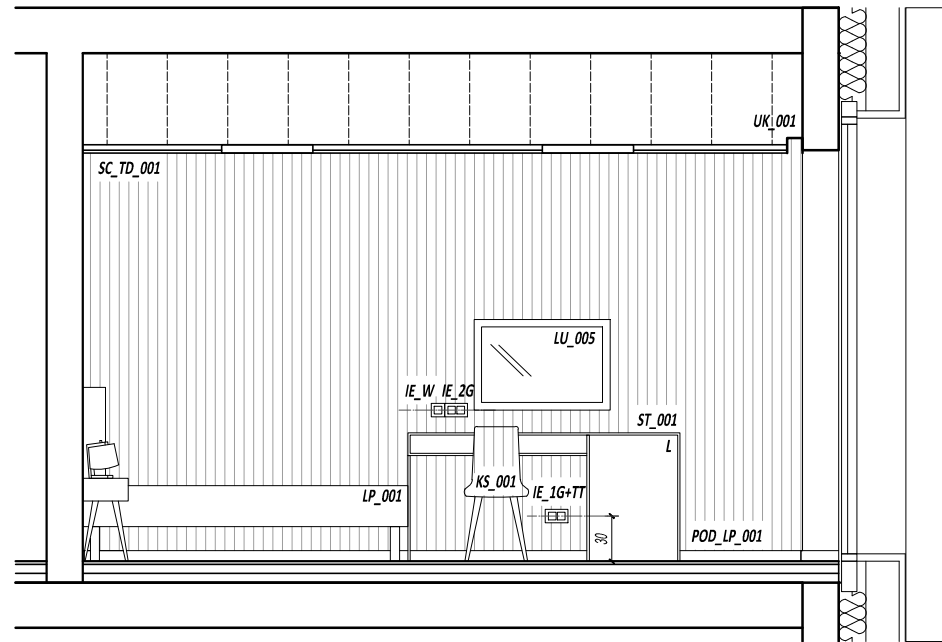 UK_001
SC_TD_001
LU_005
IE_W IE_2G
ST_001
L
KS_001
IE_1G+TT
LP_001
30
POD_LP_001